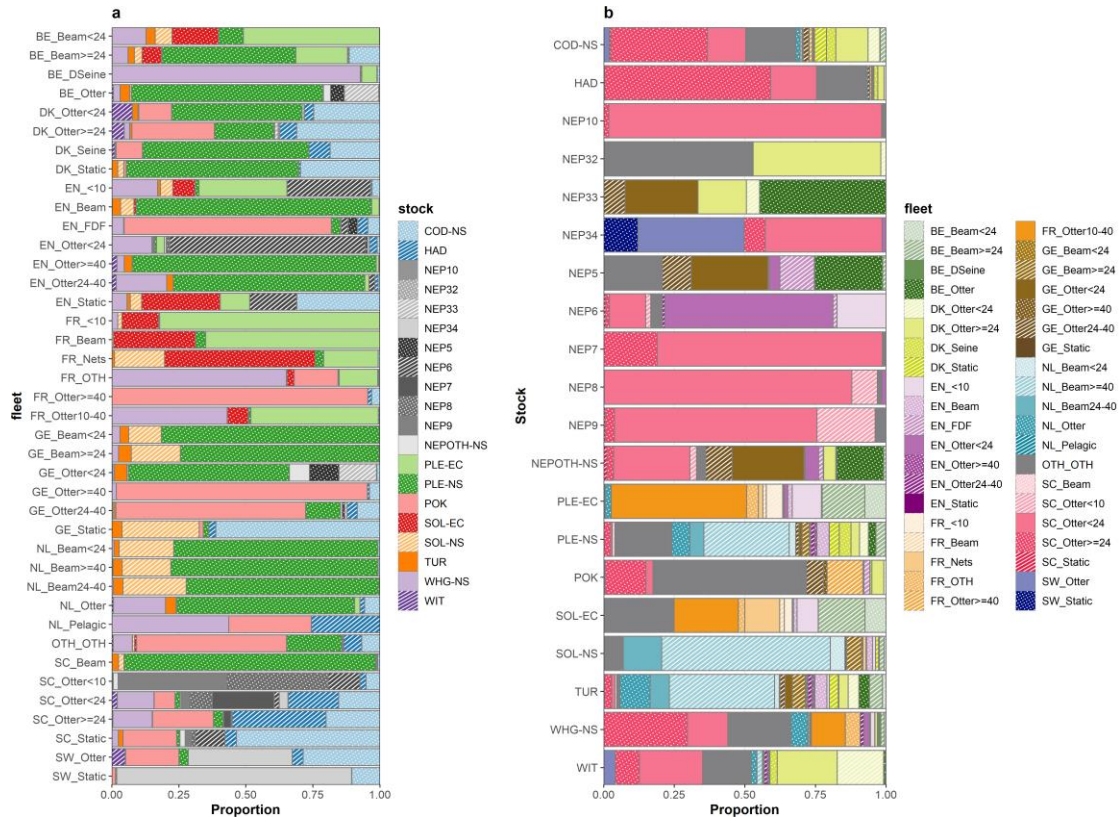 a
BE_Beam<24
BE_Beam>=24
BE_DSeine
BE_Otter
DK_Otter<24
DK_Otter>=24
DK_Seine
DK_Static
EN_<10
EN_Beam
EN_FDF
EN_Otter<24
EN_Otter>=40
EN_Otter24-40
EN_Static
FR_<10
FR_Beam
FR_Nets
FR_OTH
FR_Otter>=40
FR_Otter10-40
GE_Beam<24
GE_Beam>=24
GE_Otter<24
GE_Otter>=40
GE_Otter24-40
GE_Static
NL_Beam<24
NL_Beam>=40
NL_Beam24-40
NL_Otter
NL_Pelagic
OTH_OTH
SC_Beam
SC_Otter<10
SC_Otter<24
SC_Otter>=24
SC_Static
SW_Otter
SW_Static
fleet
0.00 0.25 0.50 0.75 1.00
Proportion
stock
COD-NS
HAD
NEP10
NEP32
NEP33
NEP34
NEP5
NEP6
NEP7
NEP8
NEP9
NEPOTH-NS
PLE-EC
PLE-NS
POK
SOL-EC
SOL-NS
TUR
WHG-NS
WIT
b
COD-NS
HAD
NEP10
NEP32
NEP33
NEP34
NEP5
NEP6
NEP7
NEP8
NEP9
NEPOTH-NS
PLE-EC
PLE-NS
POK
SOL-EC
SOL-NS
TUR
WHG-NS
WIT
Stock
0.00 0.25 0.50 0.75 1.00
Proportion
fleet
BE_Beam<24
BE_Beam>=24
BE_DSeine
BE_Otter
DK_Otter<24
DK_Otter>=24
DK_Seine
DK_Static
EN_<10
EN_Beam
EN_FDF
EN_Otter<24
EN_Otter>=40
EN_Otter24-40
EN_Static
FR_<10
FR_Beam
FR_Nets
FR_OTH
FR_Otter>=40
FR_Otter10-40
GE_Beam<24
GE_Beam>=24
GE_Otter<24
GE_Otter>=40
GE_Otter24-40
GE_Static
NL_Beam<24
NL_Beam>=40
NL_Beam24-40
NL_Otter
NL_Pelagic
OTH_OTH
SC_Beam
SC_Otter<10
SC_Otter<24
SC_Otter>=24
SC_Static
SW_Otter
SW_Static